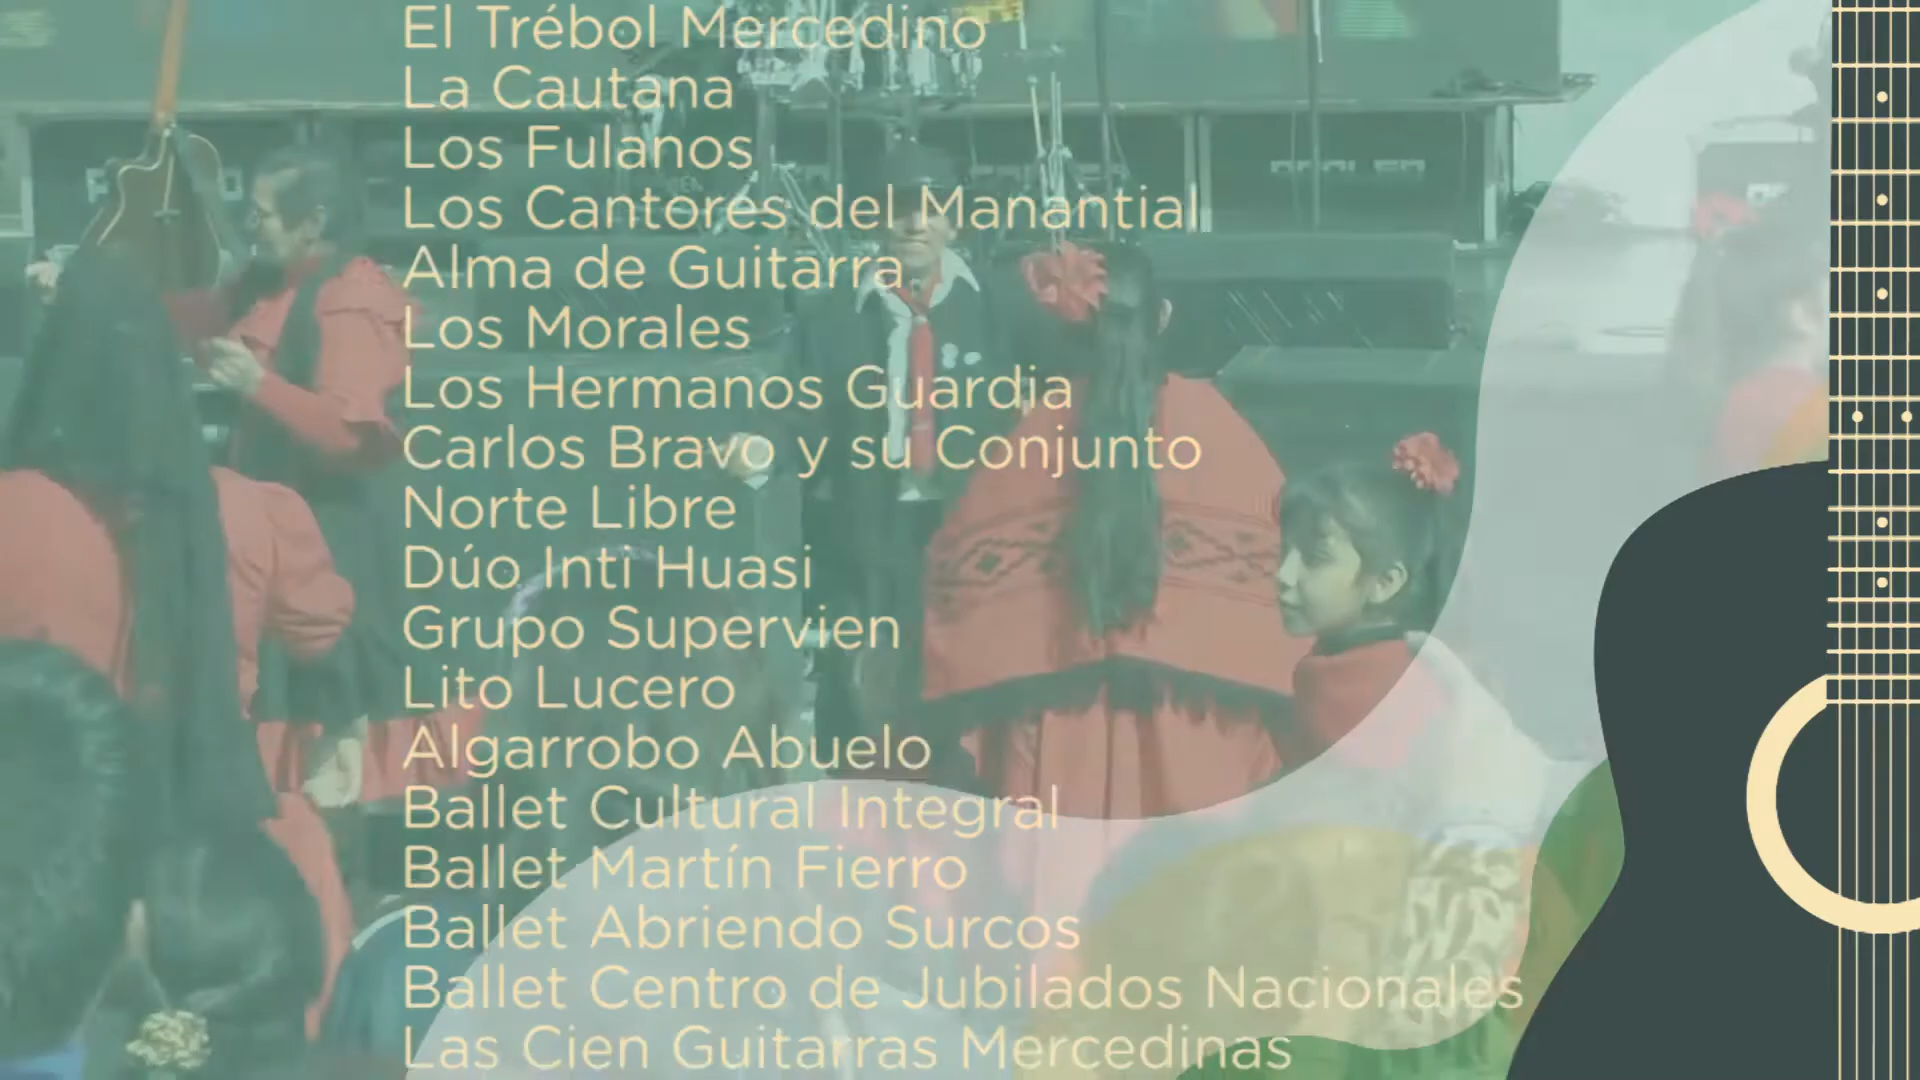 El Trébol Mercedino
La Cautana
Los Fulanos
Los Cantores del Manantial
Alma de Guitarra
Los Morales
Los Hermanos Guardia
Carlos Bravo y su Conjunto
Norte Libre
Dúo Inti Huasi
Grupo Supervien
Lito Lucero
Algarrobo Abuelo
Ballet Cultural Integral
Ballet Martín Fierro
Ballet Abriendo Surcos
Ballet Centro de Jubilados Nacionales
Las Cien Guitarras Mercedinas